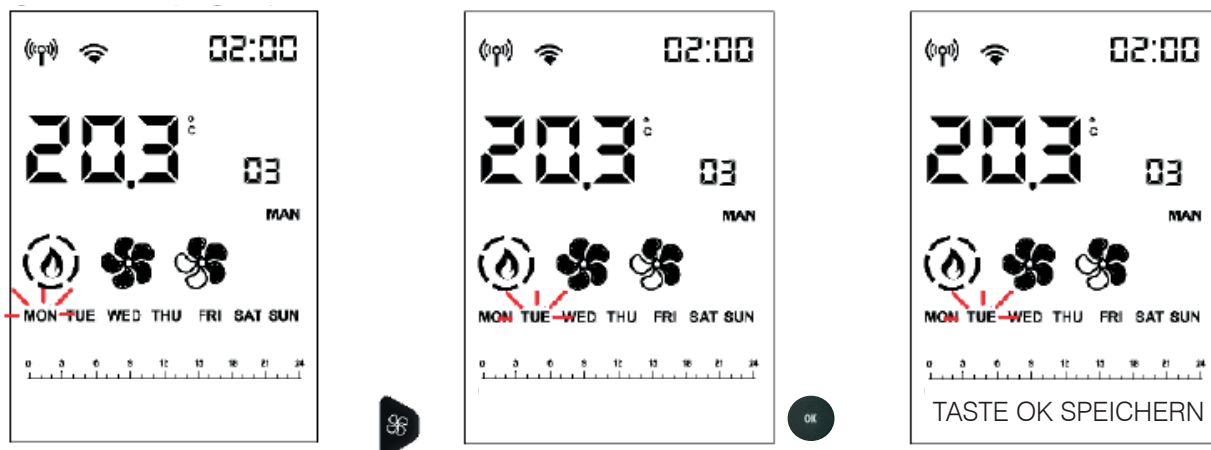 02:00
20.3 °C
03
MAN
MON TUE WED THU FRI SAT SUN
0 3 6 9 12 15 18 21 24
02:00
20.3 °C
03
MAN
MON TUE WED THU FRI SAT SUN
0 3 6 9 12 15 18 21 24
OK
02:00
20.3 °C
03
MAN
MON TUE WED THU FRI SAT SUN
0 3 6 9 12 15 18 21 24
TASTE OK SPEICHERN